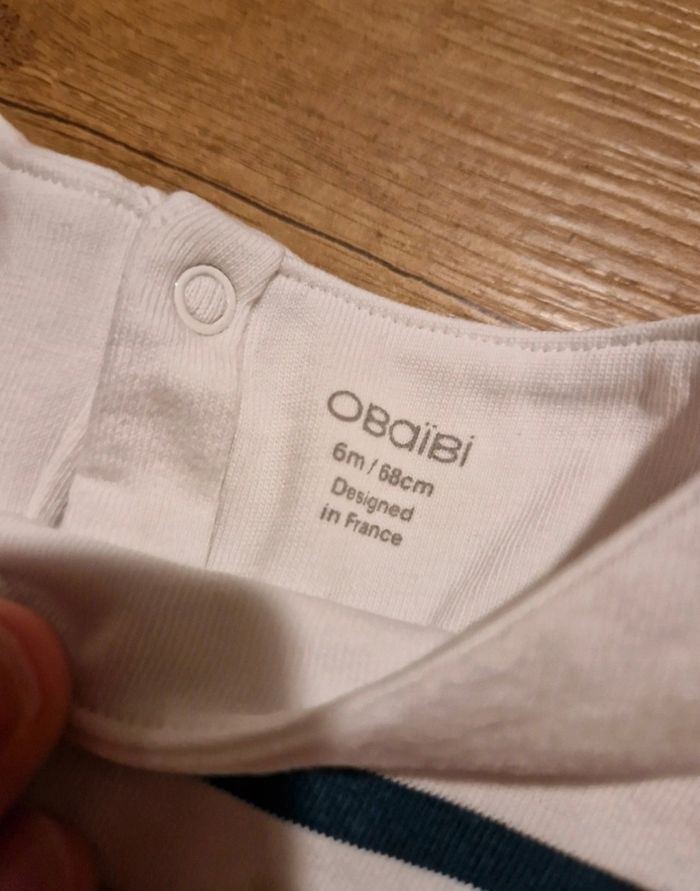 OBaïBi
6m / 68cm
Designed
in France